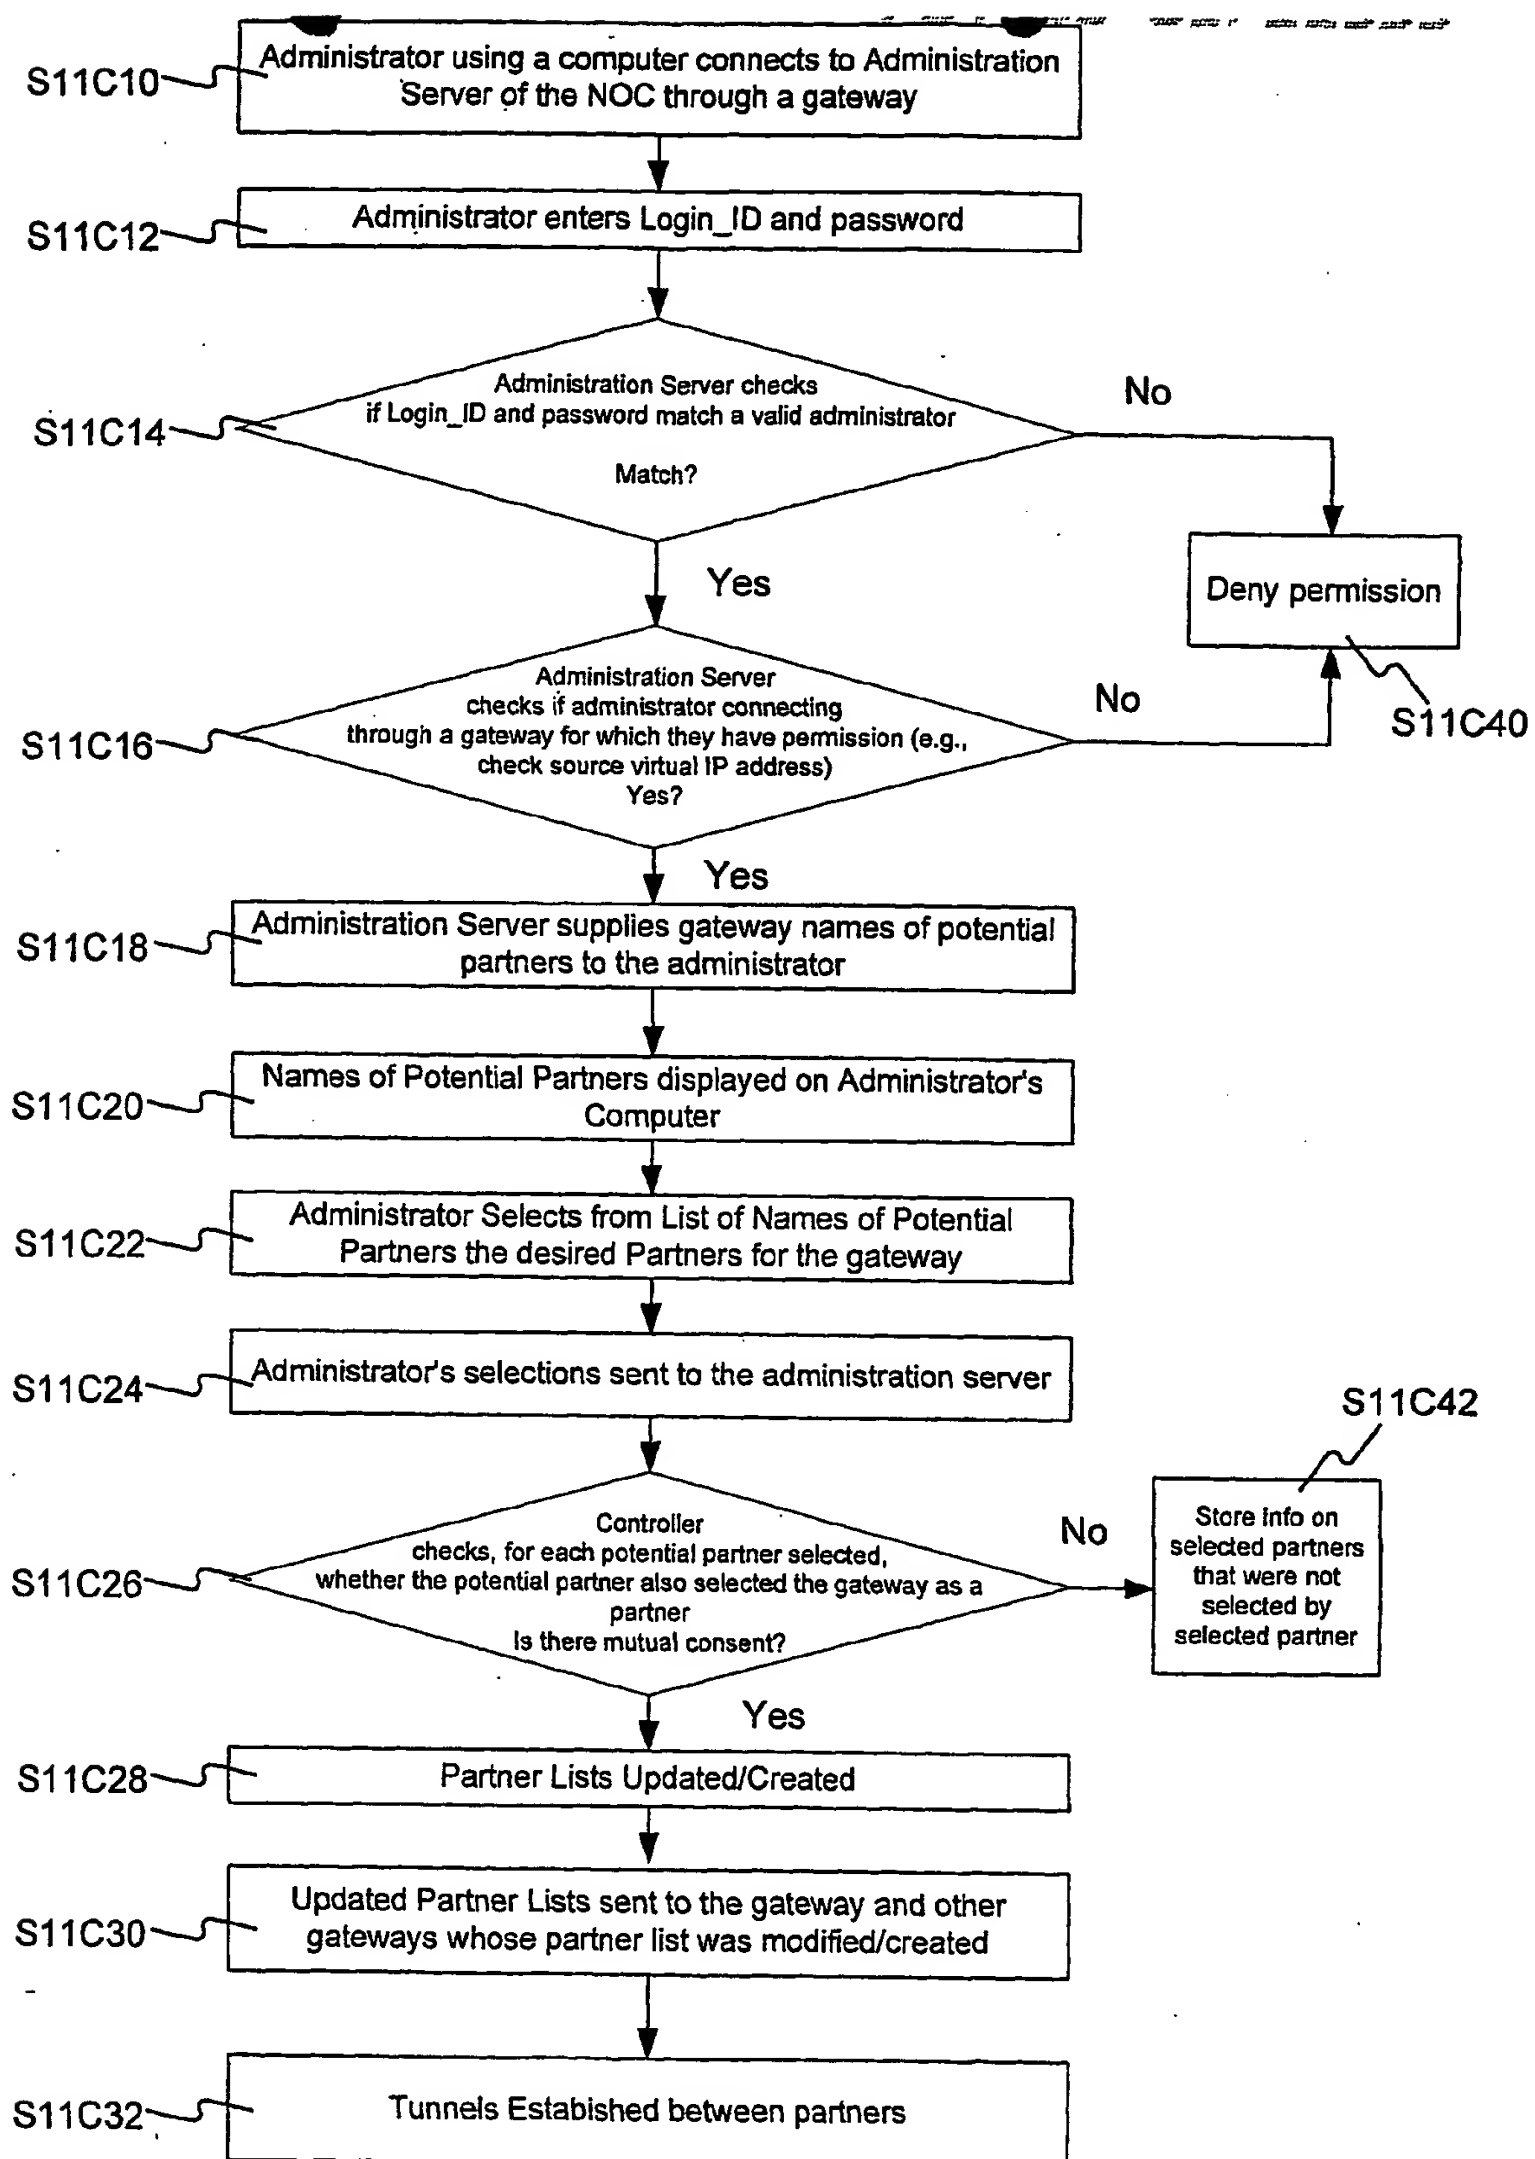 S11C10
Administrator using a computer connects to Administration
Server of the NOC through a gateway
S11C12
Administrator enters Login_ID and password
S11C14
Administration Server checks
if Login_ID and password match a valid administrator
Match?
No
Yes
Deny permission
S11C40
S11C16
Administration Server
checks if administrator connecting
through a gateway for which they have permission (e.g.,
check source virtual IP address)
Yes?
No
Yes
S11C18
Administration Server supplies gateway names of potential
partners to the administrator
S11C20
Names of Potential Partners displayed on Administrator's
Computer
S11C22
Administrator Selects from List of Names of Potential
Partners the desired Partners for the gateway
S11C24
Administrator's selections sent to the administration server
S11C42
S11C26
Controller
checks, for each potential partner selected,
whether the potential partner also selected the gateway as a
partner
Is there mutual consent?
No
Store info on
selected partners
that were not
selected by
selected partner
Yes
S11C28
Partner Lists Updated/Created
S11C30
Updated Partner Lists sent to the gateway and other
gateways whose partner list was modified/created
S11C32
Tunnels Estabished between partners